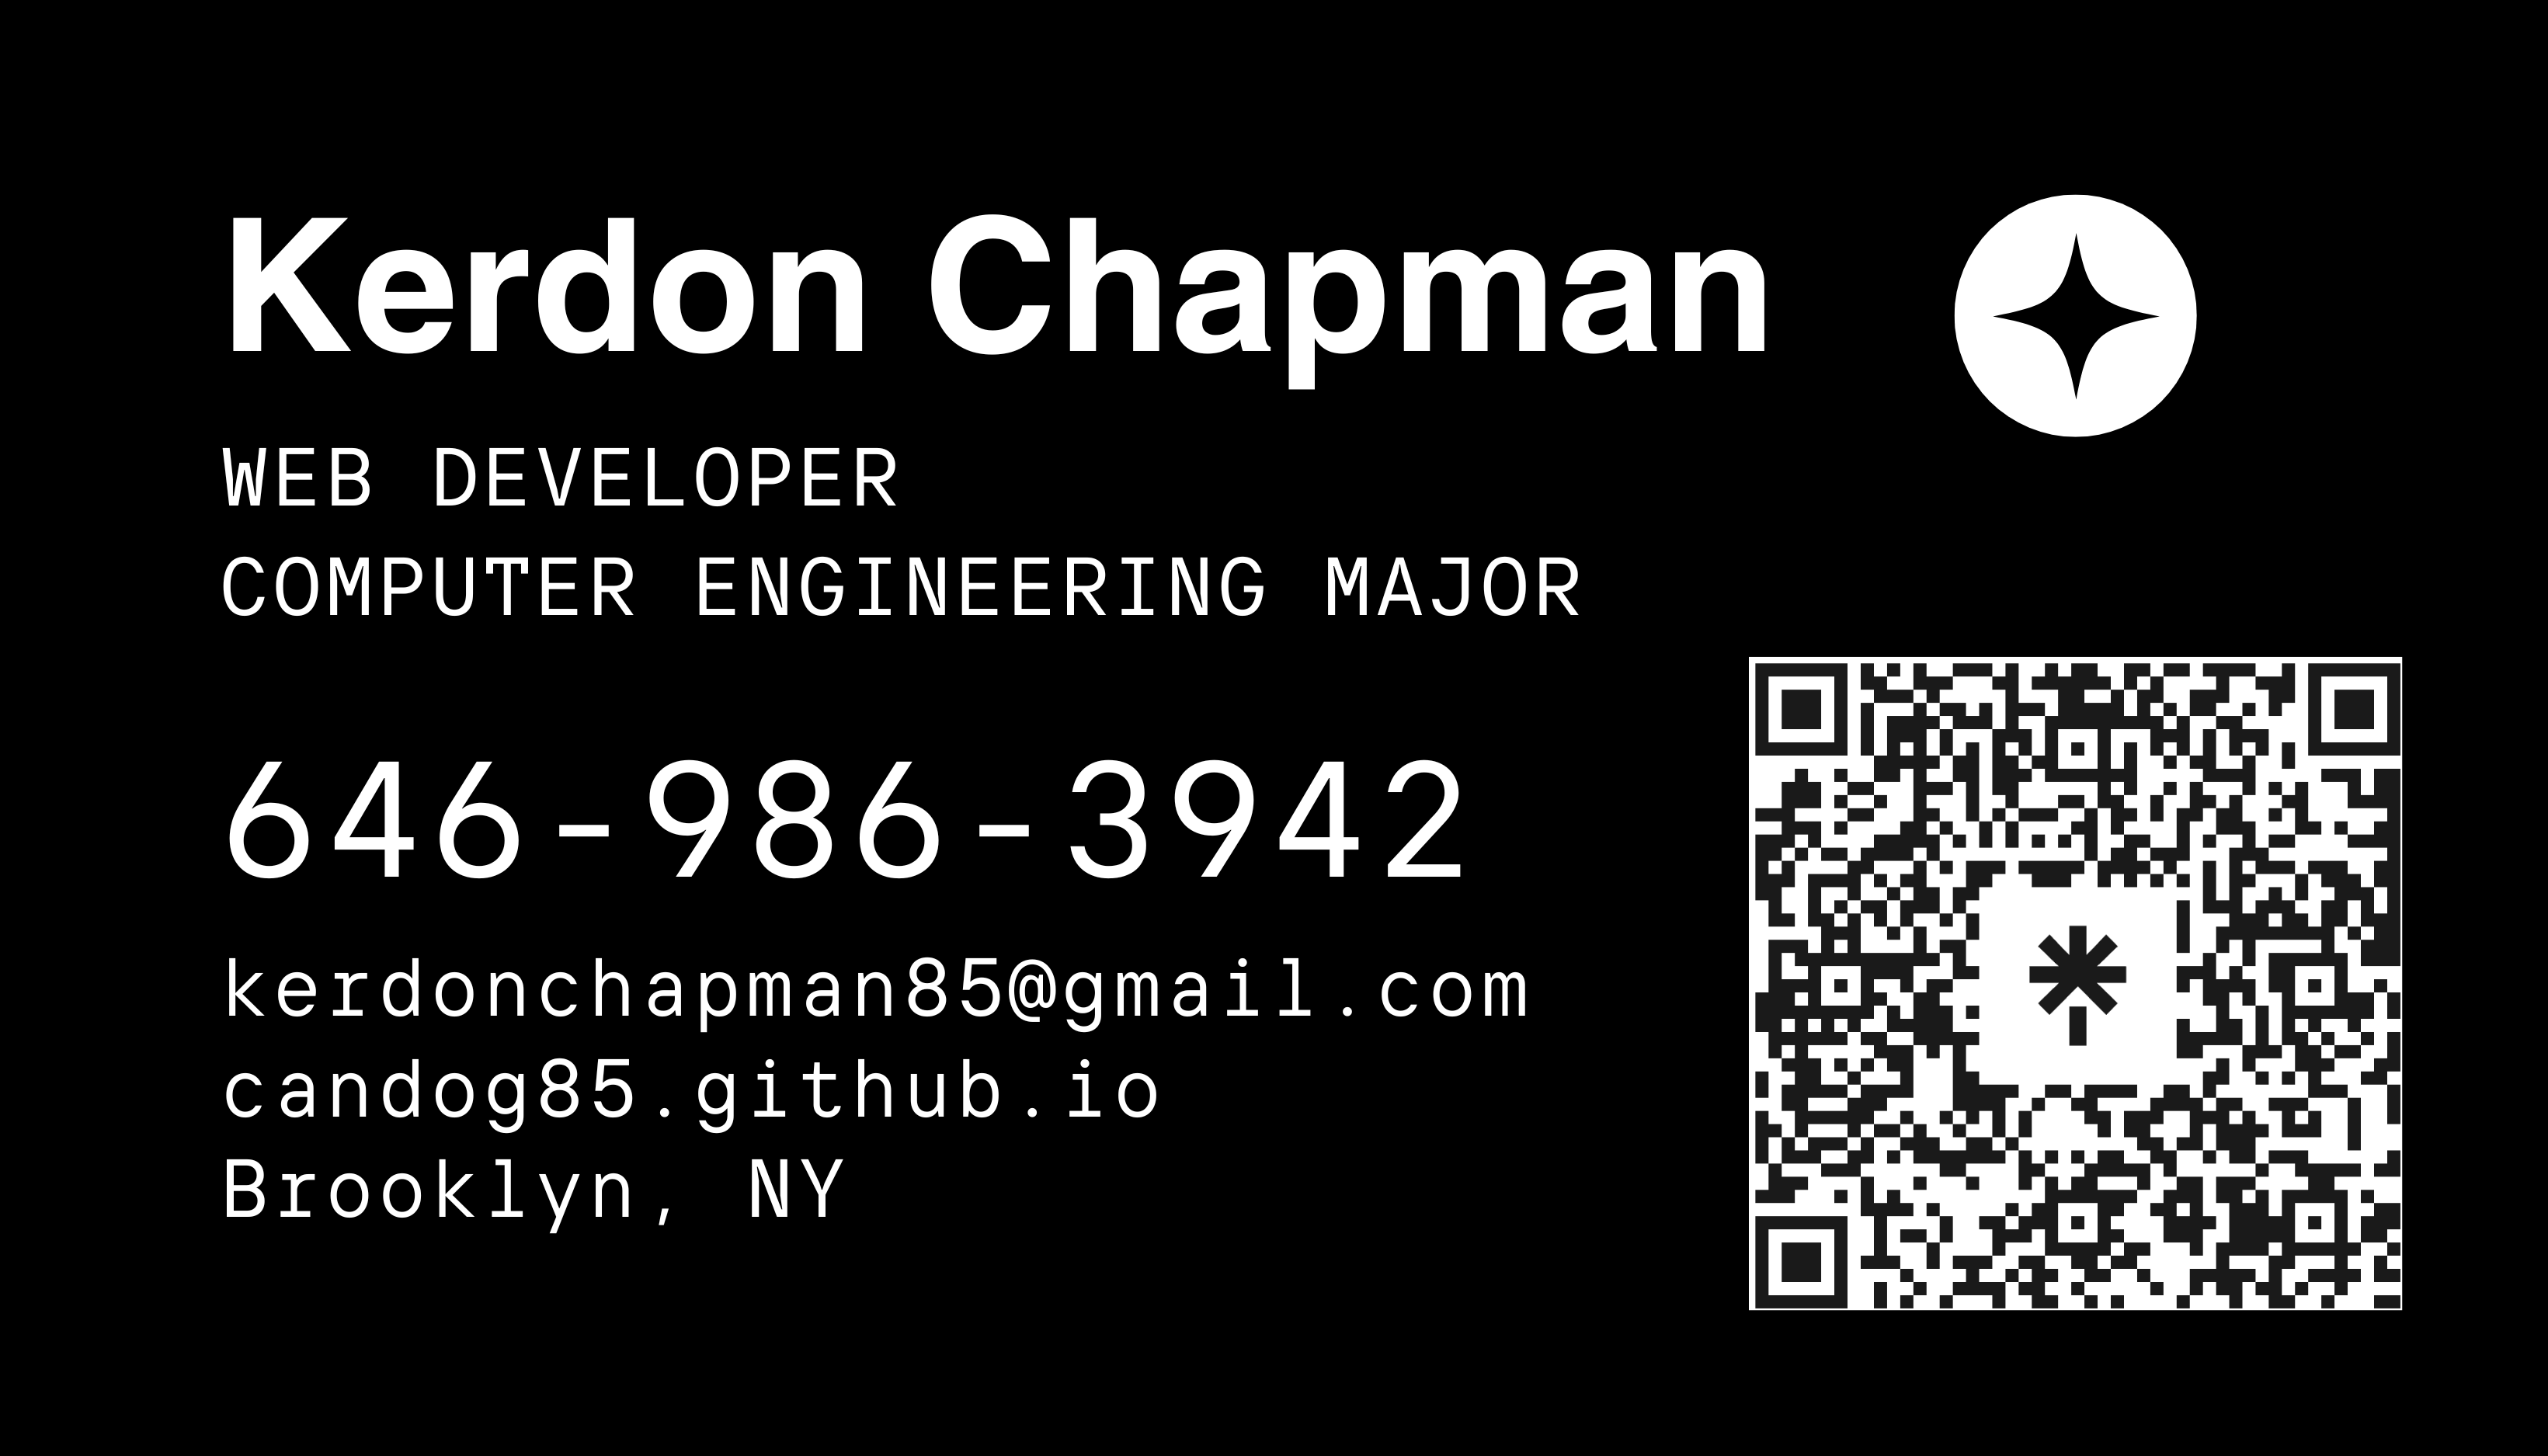 Kerdon Chapman
WEB DEVELOPER
COMPUTER ENGINEERING MAJOR
646-986-3942
kerdonchapman85@gmail.com
candog85.github.io
Brooklyn, NY